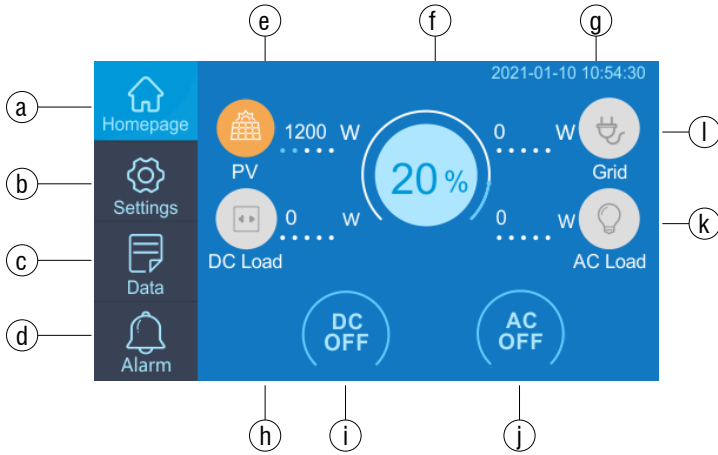 e
f
g
2021-01-10 10:54:30
a
Homepage
1200 W
0 W
l
PV
20 %
Grid
b
Settings
0 W
0 W
k
DC Load
AC Load
c
Data
d
Alarm
DC
OFF
AC
OFF
h
i
j